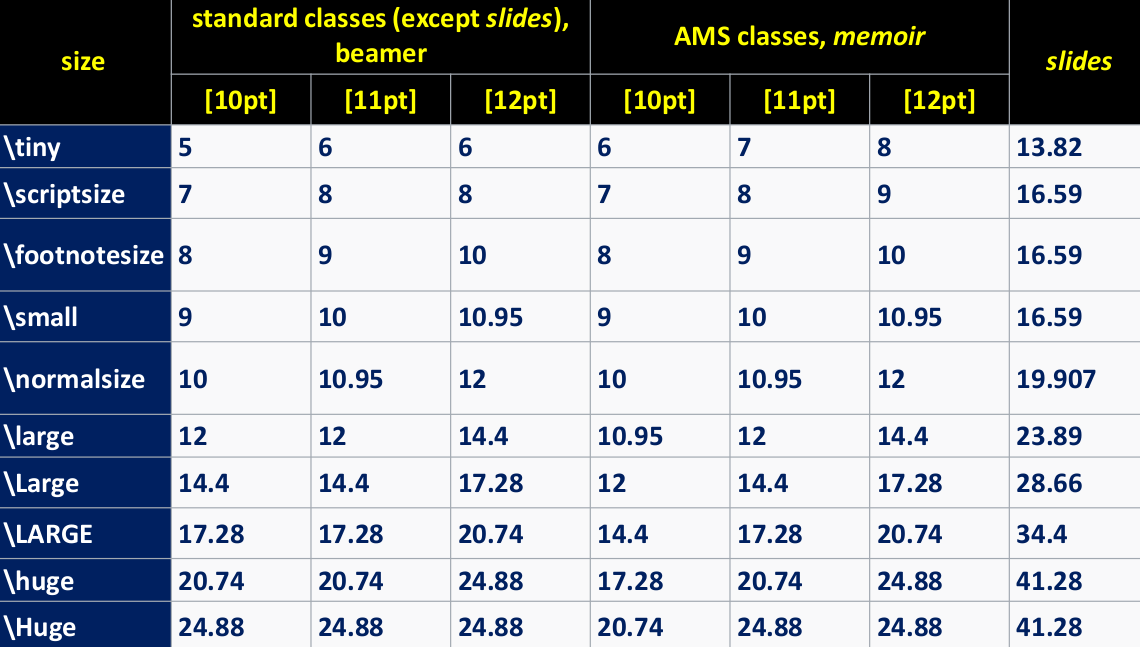 size standard classes (except slides), beamer AMS classes, memoir slides
[10pt] [11pt] [12pt] [10pt] [11pt] [12pt]
\tiny 5 6 6 6 7 8 13.82
\scriptsize 7 8 8 7 8 9 16.59
\footnotesize 8 9 10 8 9 10 16.59
\small 9 10 10.95 9 10 10.95 16.59
\normalsize 10 10.95 12 10 10.95 12 19.907
\large 12 12 14.4 10.95 12 14.4 23.89
\Large 14.4 14.4 17.28 12 14.4 17.28 28.66
\LARGE 17.28 17.28 20.74 14.4 17.28 20.74 34.4
\huge 20.74 20.74 24.88 17.28 20.74 24.88 41.28
\Huge 24.88 24.88 24.88 20.74 24.88 24.88 41.28